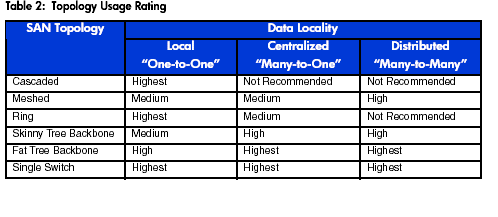 Table 2: Topology Usage Rating
SAN Topology Data Locality
Local Centralized Distributed
“One-to-One” “Many-to-One” “Many-to-Many”
Cascaded Highest Not Recommended Not Recommended
Meshed Medium Medium High
Ring Highest Medium Not Recommended
Skinny Tree Backbone Medium High High
Fat Tree Backbone High Highest Highest
Single Switch Highest Highest Highest